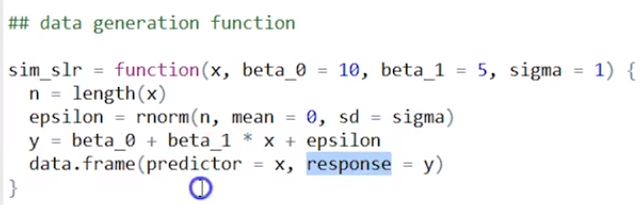 ## data generation function
sim_slr = function(x, beta_0 = 10, beta_1 = 5, sigma = 1) {
  n = length(x)
  epsilon = rnorm(n, mean = 0, sd = sigma)
  y = beta_0 + beta_1 * x + epsilon
  data.frame(predictor = x, response = y)
}